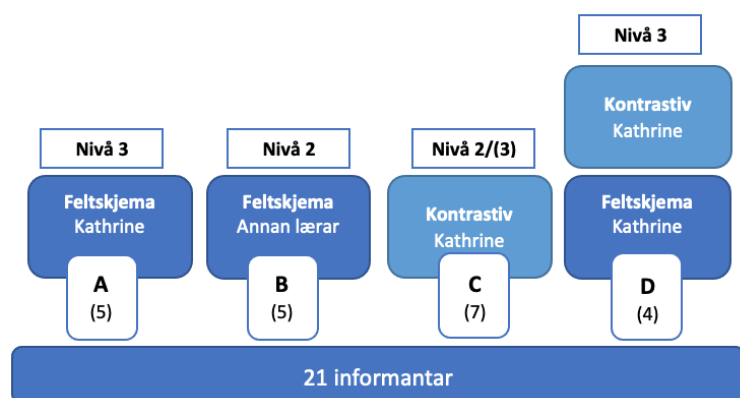 Nivå 3
Kontrastiv
Kathrine
Nivå 3
Nivå 2
Nivå 2/(3)
Feltskjema
Kathrine
Feltskjema
Annan lærar
Kontrastiv
Kathrine
Feltskjema
Kathrine
A
(5)
B
(5)
C
(7)
D
(4)
21 informantar